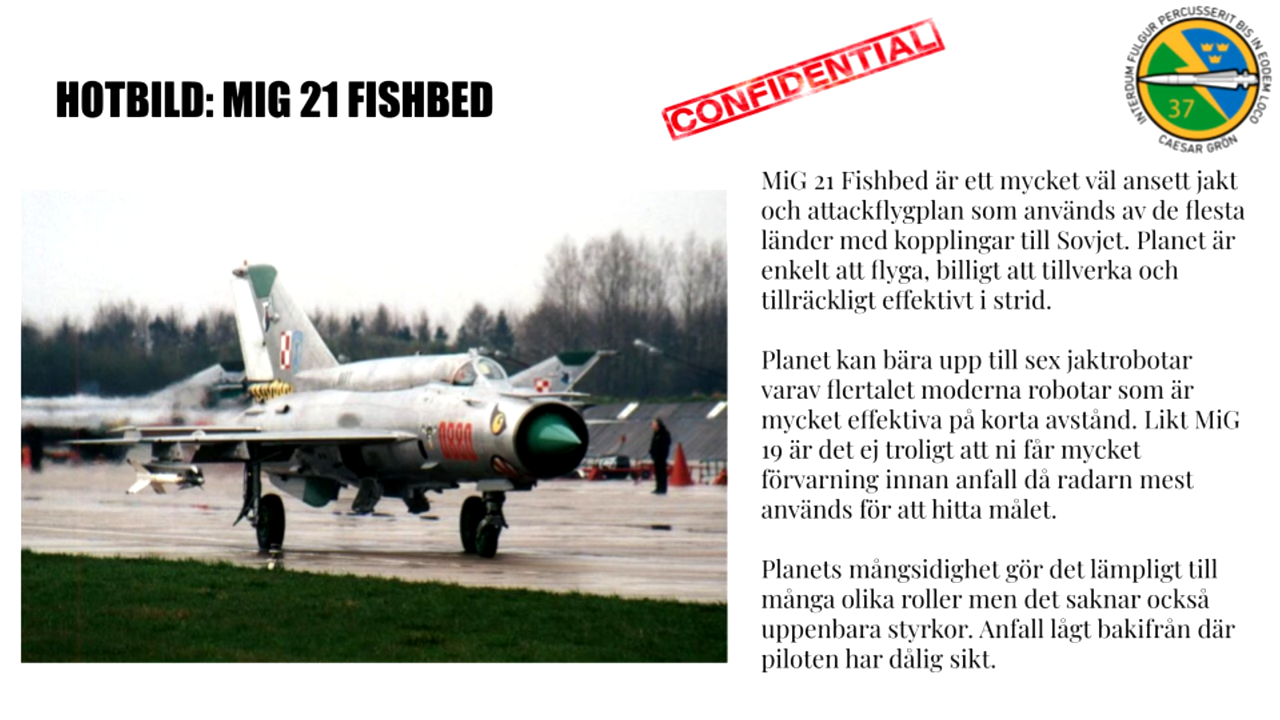 HOTBILD: MIG 21 FISHBED
CONFIDENTIAL
INTERDUM FULGUR PERCUSSERIT BIS IN EODEM LOCO
37
CAESAR GRÖN
MiG 21 Fishbed är ett mycket väl ansett jakt
och attackflygplan som används av de flesta
länder med kopplingar till Sovjet. Planet är
enkelt att flyga, billigt att tillverka och
tillräckligt effektivt i strid.
Planet kan bära upp till sex jaktrobotar
varav flertalet moderna robotar som är
mycket effektiva på korta avstånd. Likt MiG
19 är det ej troligt att ni får mycket
förvarning innan anfall då radarn mest
används för att hitta målet.
Planets mångsidighet gör det lämpligt till
många olika roller men det saknar också
uppenbara styrkor. Anfall lågt bakifrån där
piloten har dålig sikt.